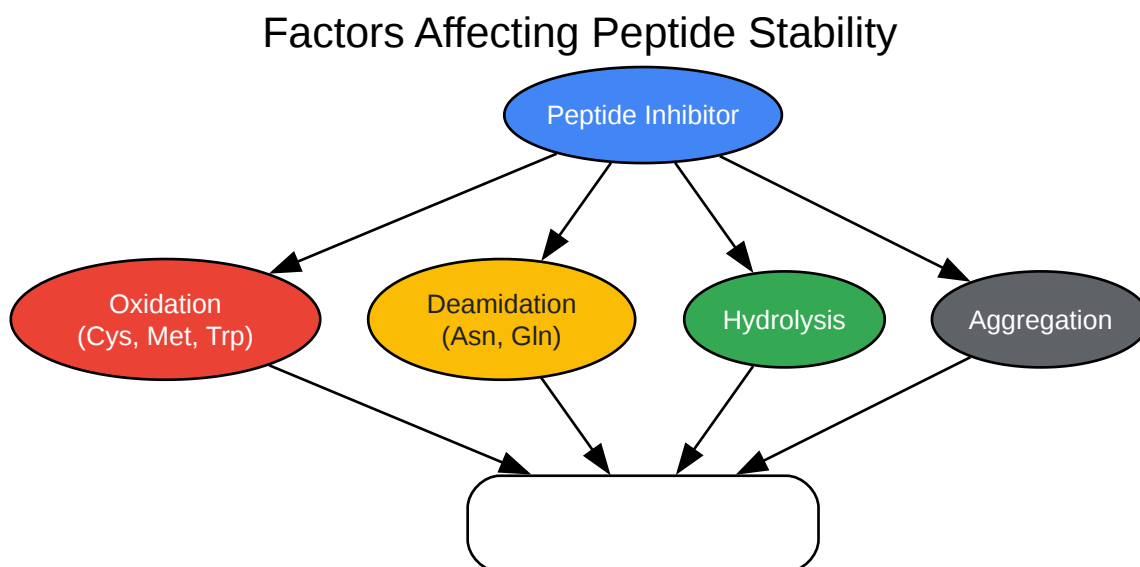 Factors Affecting Peptide Stability
Peptide Inhibitor
Oxidation
(Cys, Met, Trp)
Deamidation
(Asn, Gln)
Hydrolysis
Aggregation